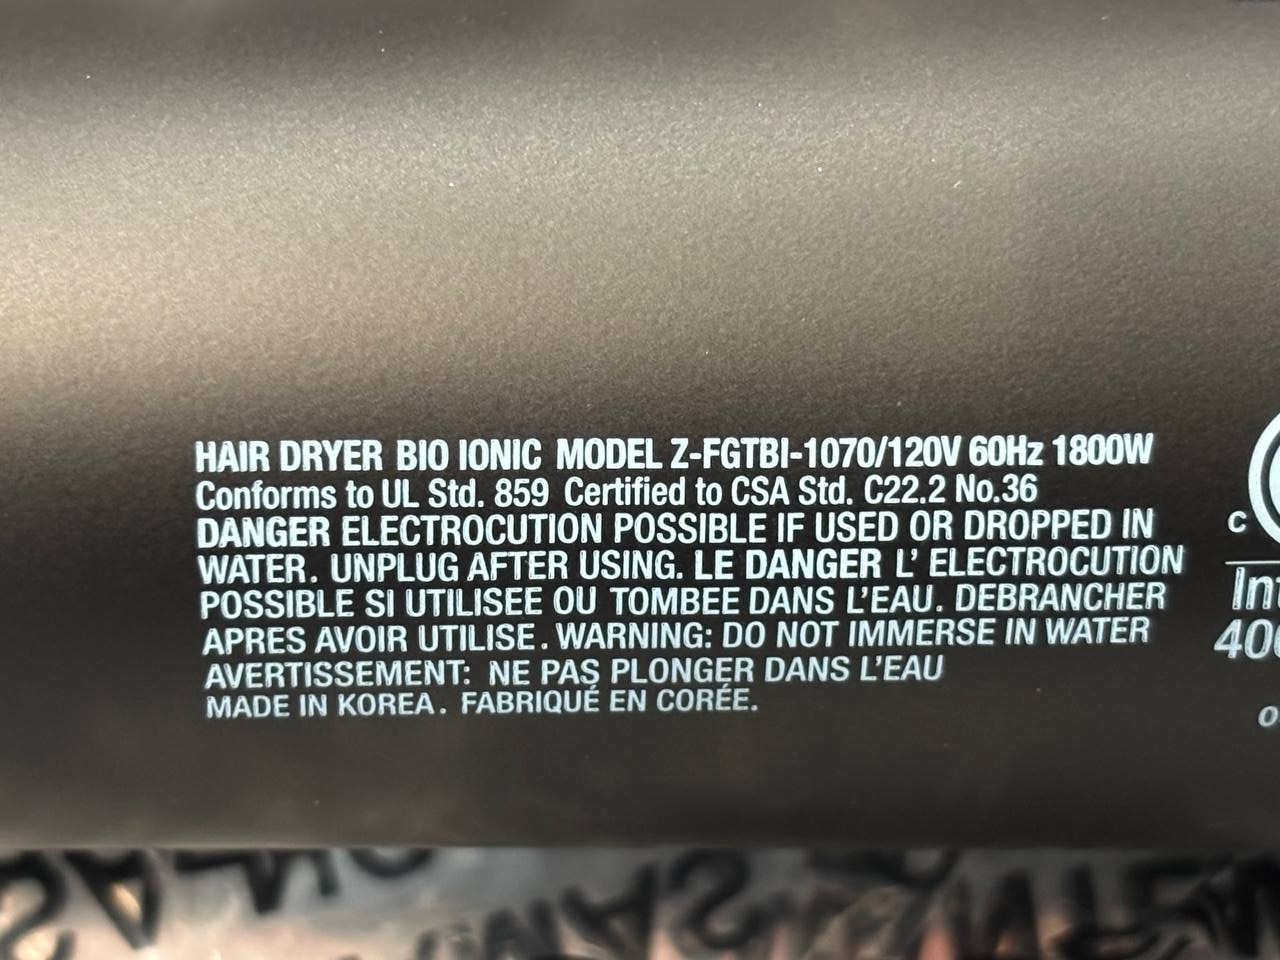 HAIR DRYER BIO IONIC MODEL Z-FGTBI-1070/120V 60Hz 1800W
Conforms to UL Std. 859 Certified to CSA Std. C22.2 No.36
DANGER ELECTROCUTION POSSIBLE IF USED OR DROPPED IN
WATER. UNPLUG AFTER USING. LE DANGER L' ELECTROCUTION
POSSIBLE SI UTILISEE OU TOMBEE DANS L'EAU. DEBRANCHER
APRES AVOIR UTILISE. WARNING: DO NOT IMMERSE IN WATER
AVERTISSEMENT: NE PAS PLONGER DANS L'EAU
MADE IN KOREA. FABRIQUÉ EN CORÉE.
c